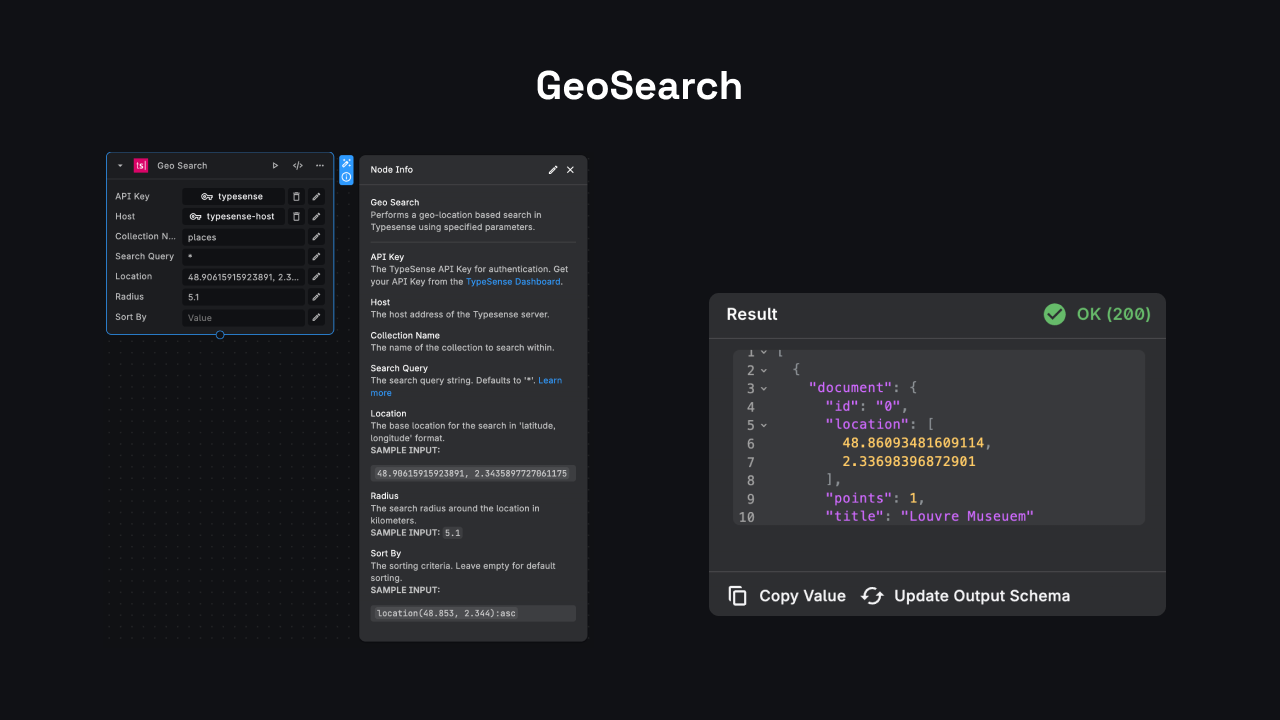 GeoSearch
ts|
Geo Search
API Key
typesense
Host
typesense-host
Collection N...
places
Search Query
*
Location
48.90615915923891, 2.3...
Radius
5.1
Sort By
Value
Node Info
Geo Search
Performs a geo-location based search in
Typesense using specified parameters.
API Key
The TypeSense API Key for authentication. Get
your API Key from the TypeSense Dashboard.
Host
The host address of the Typesense server.
Collection Name
The name of the collection to search within.
Search Query
The search query string. Defaults to '*'. Learn
more
Location
The base location for the search in 'latitude,
longitude' format.
SAMPLE INPUT:
48.90615915923891, 2.3435897727061175
Radius
The search radius around the location in
kilometers.
SAMPLE INPUT: 5.1
Sort By
The sorting criteria. Leave empty for default
sorting.
SAMPLE INPUT:
location(48.853, 2.344):asc
Result
OK (200)
1 [
2 {
3 "document": {
4 "id": "0",
5 "location": [
6 48.86093481609114,
7 2.33698396872901
8 ],
9 "points": 1,
10 "title": "Louvre Museuem"
Copy Value
Update Output Schema